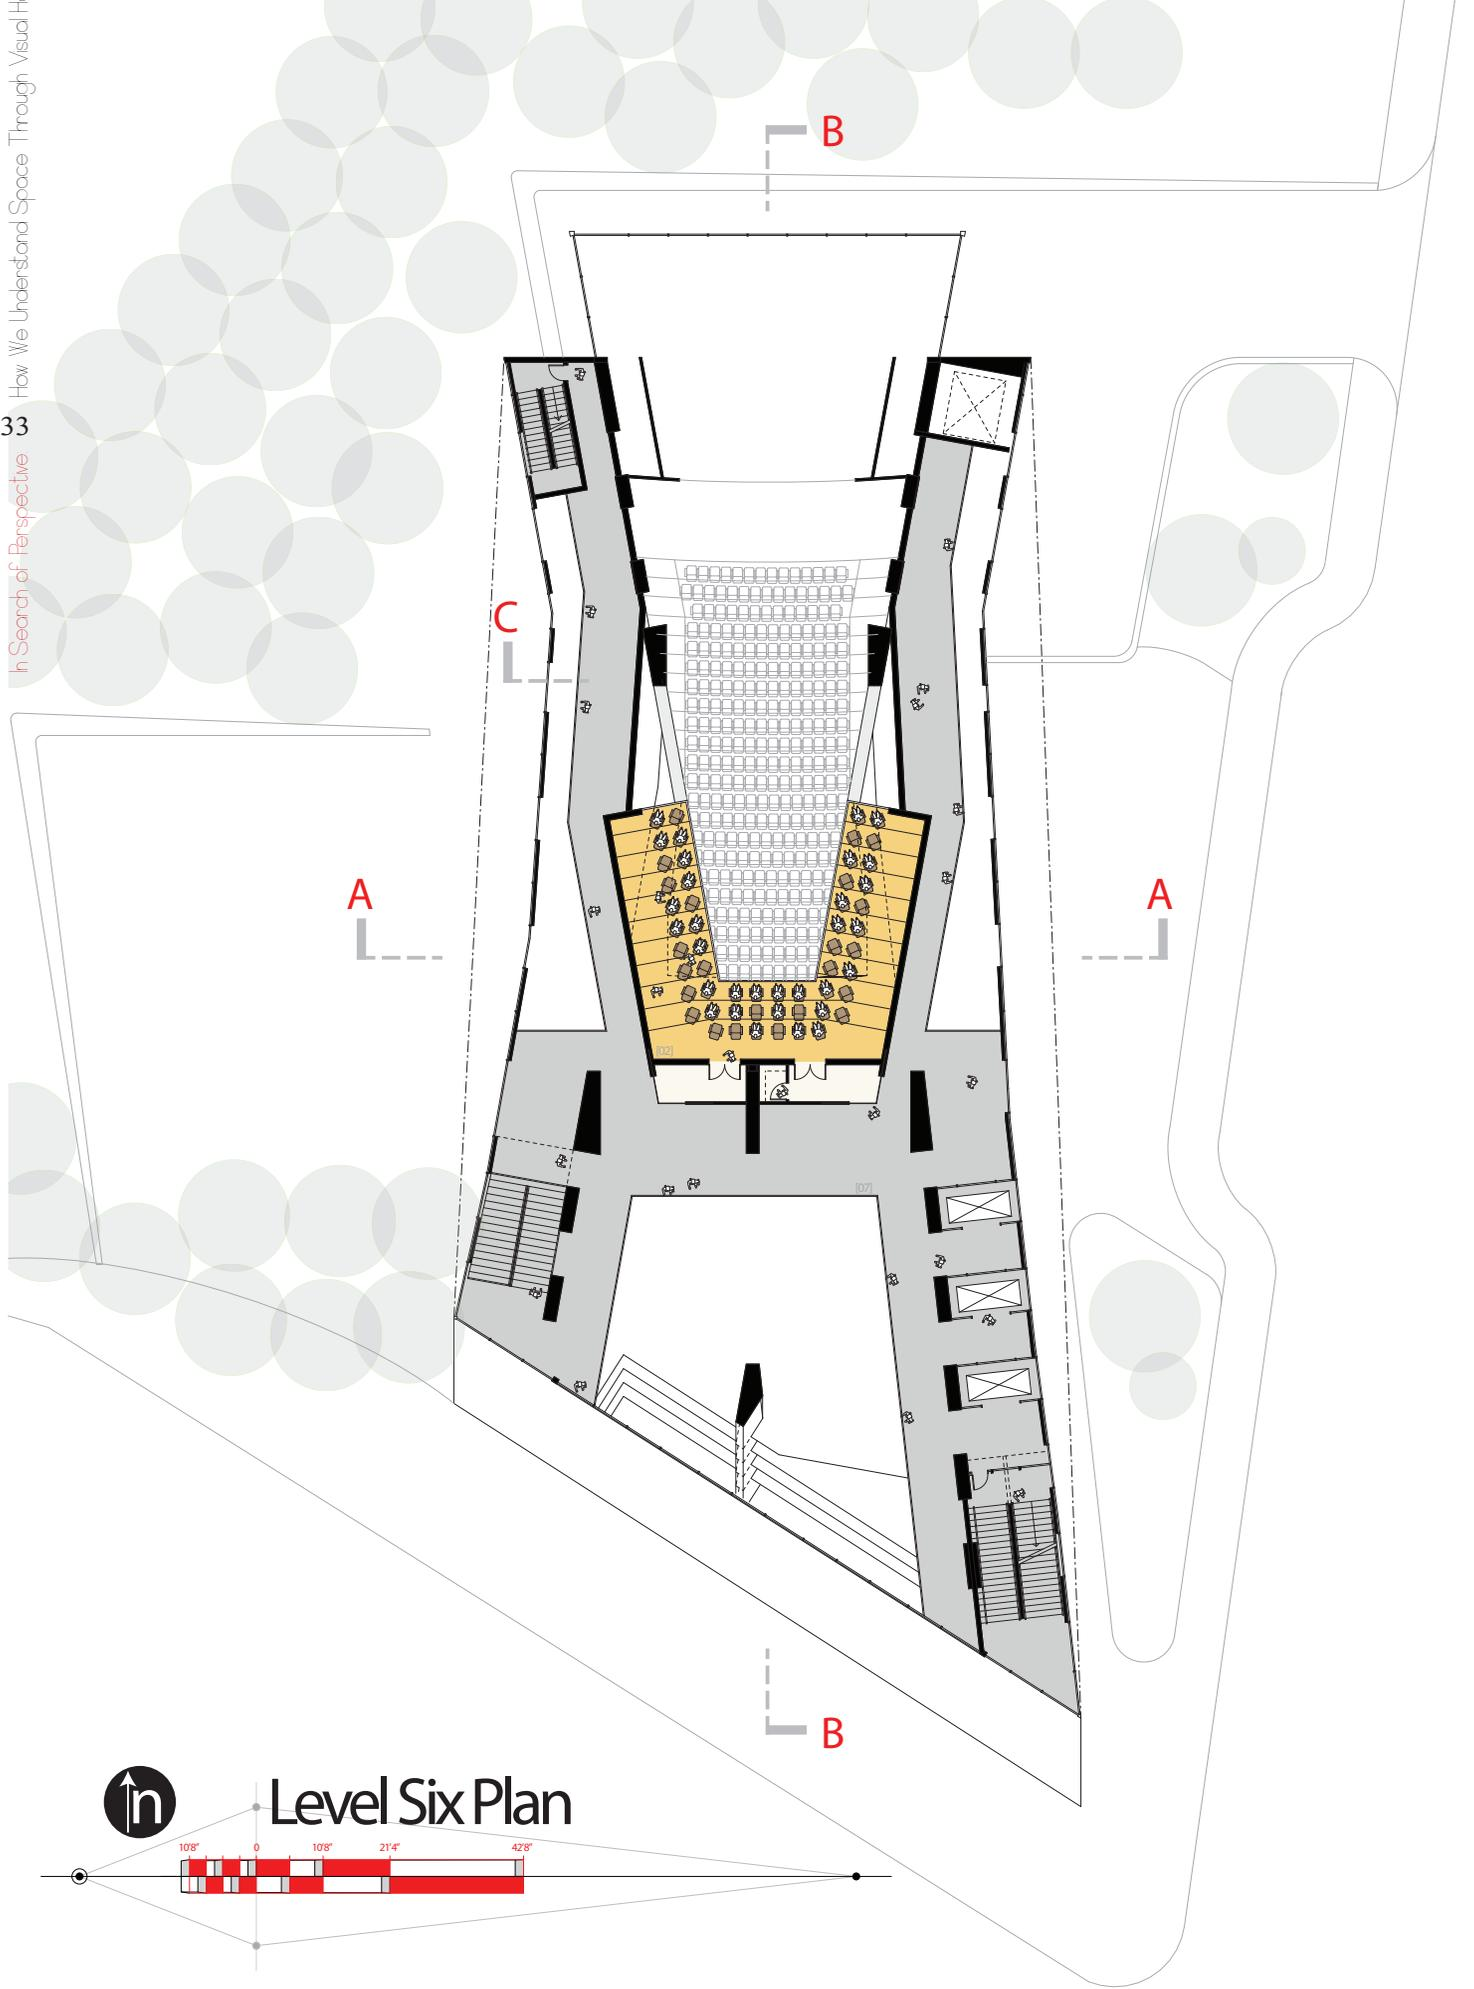 How We Understand Space Through Visual
33
In Search of Perspective
B
C
A
A
[02]
[07]
B
n
Level Six Plan
10'8"
0
10'8"
21'4"
42'8"